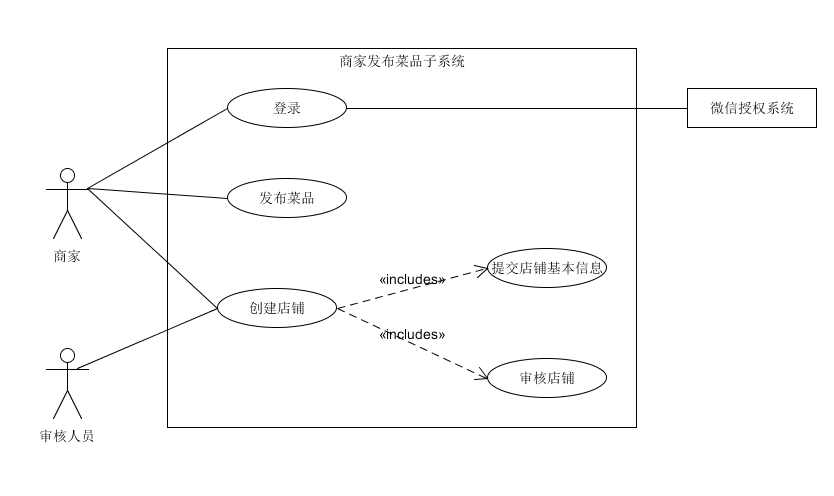 商家发布菜品子系统
登录
微信授权系统
发布菜品
商家
«includes»
提交店铺基本信息
创建店铺
«includes»
审核店铺
审核人员